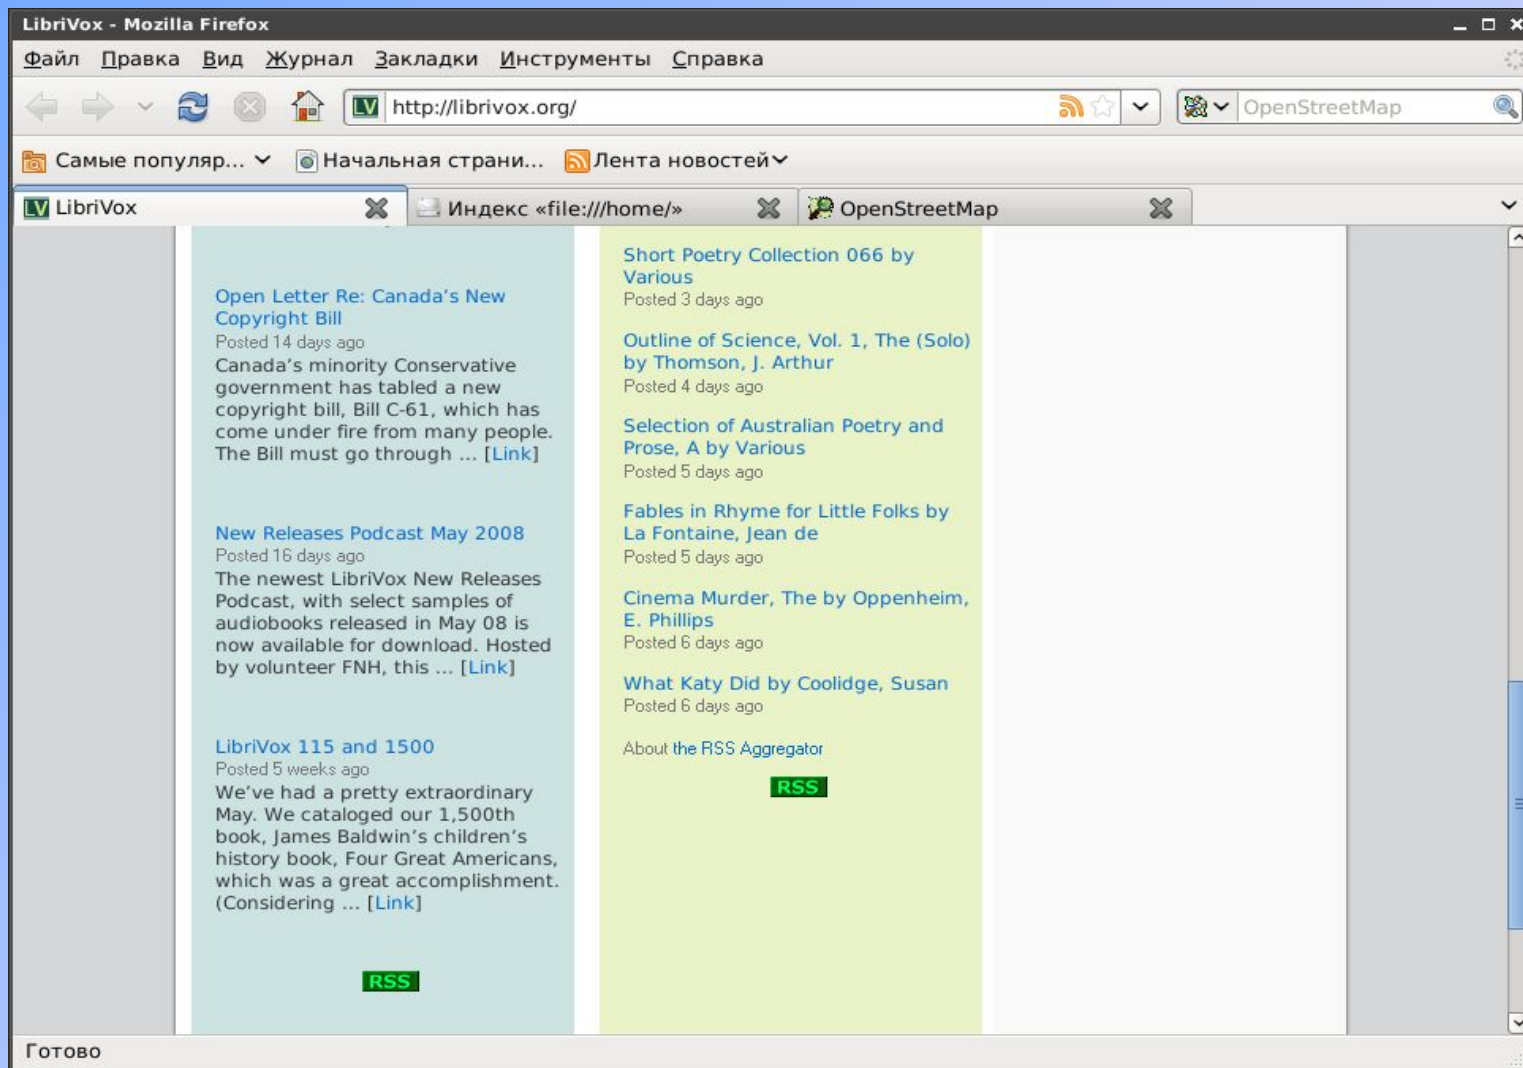 LibriVox - Mozilla Firefox
Файл Правка Вид Журнал Закладки Инструменты Справка
LV http://librivox.org/ OpenStreetMap
Самые популяр... Начальная страни... Лента новостей
LV LibriVox Индекс «file:///home/» OpenStreetMap
Open Letter Re: Canada’s New
Copyright Bill
Posted 14 days ago
Canada’s minority Conservative
government has tabled a new
copyright bill, Bill C-61, which has
come under fire from many people.
The Bill must go through … [Link]
New Releases Podcast May 2008
Posted 16 days ago
The newest LibriVox New Releases
Podcast, with select samples of
audiobooks released in May 08 is
now available for download. Hosted
by volunteer FNH, this … [Link]
LibriVox 115 and 1500
Posted 5 weeks ago
We’ve had a pretty extraordinary
May. We cataloged our 1,500th
book, James Baldwin’s children’s
history book, Four Great Americans,
which was a great accomplishment.
(Considering … [Link]
RSS
Short Poetry Collection 066 by
Various
Posted 3 days ago
Outline of Science, Vol. 1, The (Solo)
by Thomson, J. Arthur
Posted 4 days ago
Selection of Australian Poetry and
Prose, A by Various
Posted 5 days ago
Fables in Rhyme for Little Folks by
La Fontaine, Jean de
Posted 5 days ago
Cinema Murder, The by Oppenheim,
E. Phillips
Posted 6 days ago
What Katy Did by Coolidge, Susan
Posted 6 days ago
About the RSS Aggregator
RSS
Готово